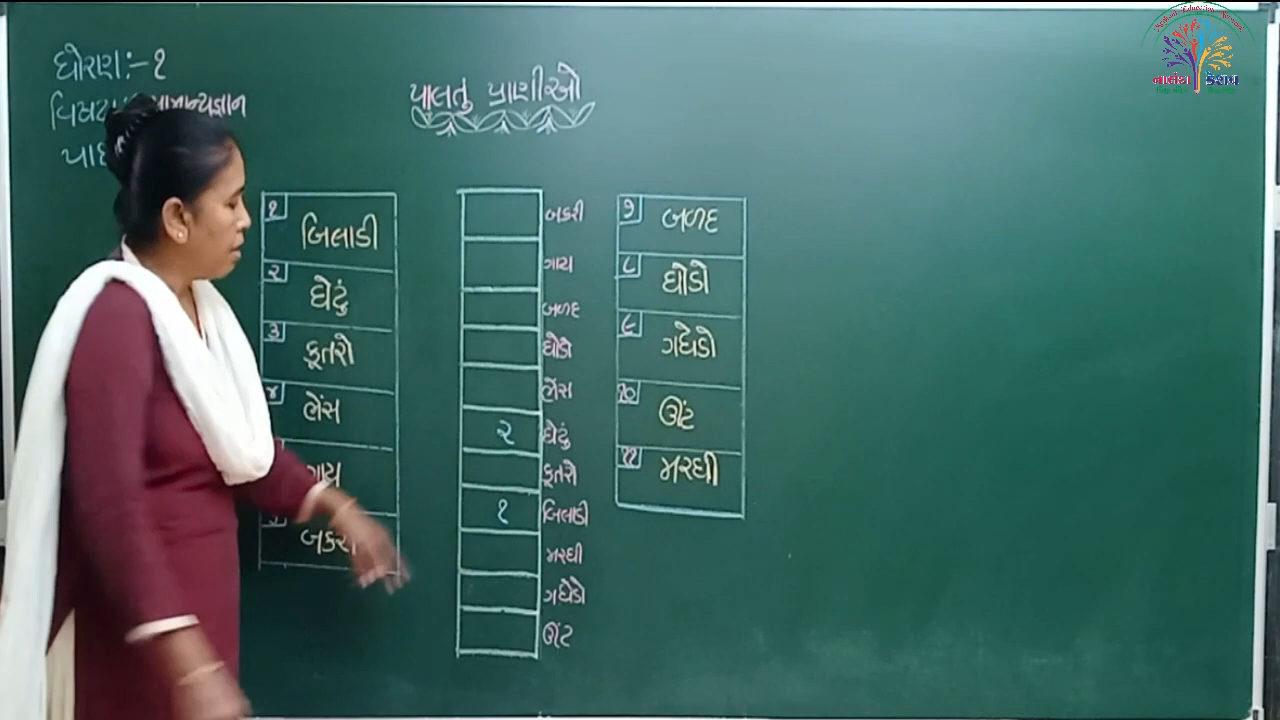 ધોરણ:-૧
સામાન્યજ્ઞાન
પાલતું પ્રાણીઓ
૧ બિલાડી
૨ ઘેટું
૩ કૂતરો
૪ ભેંસ
ગાય
બકરી
બકરી
ગાય
બળદ
ઘોડો
ભેંસ
૨ ઘેટું
કૂતરો
૧ બિલાડી
મરઘી
ગધેડો
ઊંટ
૭ બળદ
૮ ઘોડો
૯ ગધેડો
૧૦ ઊંટ
૧૧ મરઘી